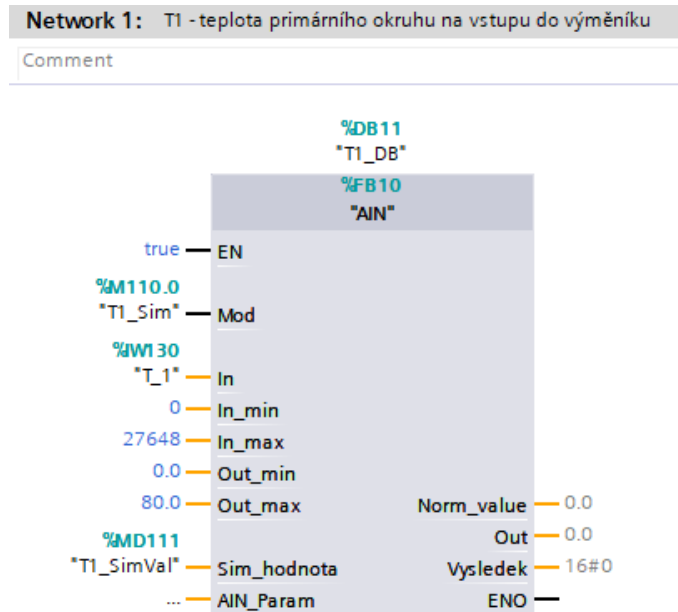 Network 1: T1 - teplota primárního okruhu na vstupu do výměníku
Comment
%DB11
"T1_DB"
%FB10
"AIN"
true EN
%M110.0
"T1_Sim" Mod
%IW130
"T_1" In
0 In_min
27648 In_max
0.0 Out_min
80.0 Out_max Norm_value 0.0
Out 0.0
%MD111
"T1_SimVal" Sim_hodnota Vysledek 16#0
... AIN_Param ENO